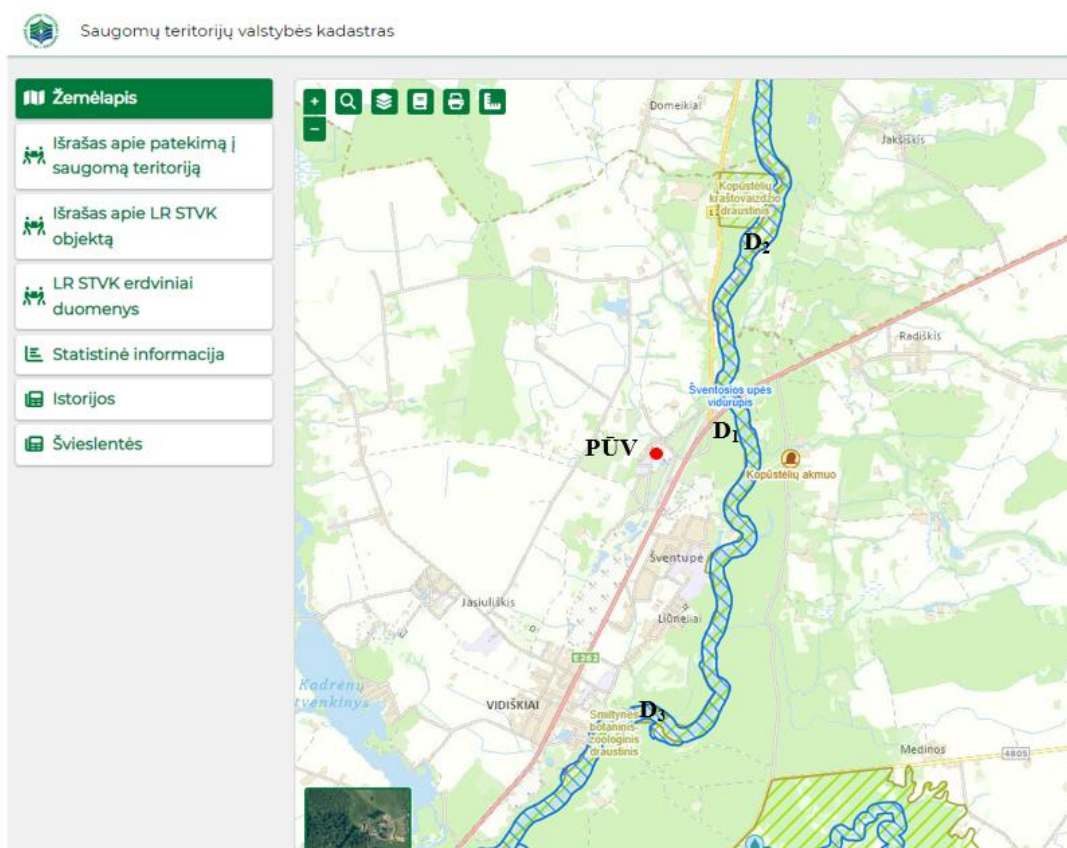 Saugomų teritorijų valstybės kadastras
Žemėlapis
Išrašas apie patekimą į
saugomą teritoriją
Išrašas apie LR STVK
objektą
LR STVK erdviniai
duomenys
Statistinė informacija
Istorijos
Švieslentės
+
−
Domeikiai
Jakšiškis
Kopūstėlių
kraštovaizdžio
draustinis
D₂
Radiškis
Šventosios upės
vidurupis
D₁
PŪV
Kopūstėlių akmuo
Šventupė
Jasiuliškis
Liūneliai
E262
Kadrėnų
tvenkinys
VIDIŠKIAI
D₃
Smiltynės
botaninis-
zoologinis
draustinis
Medinos
4805